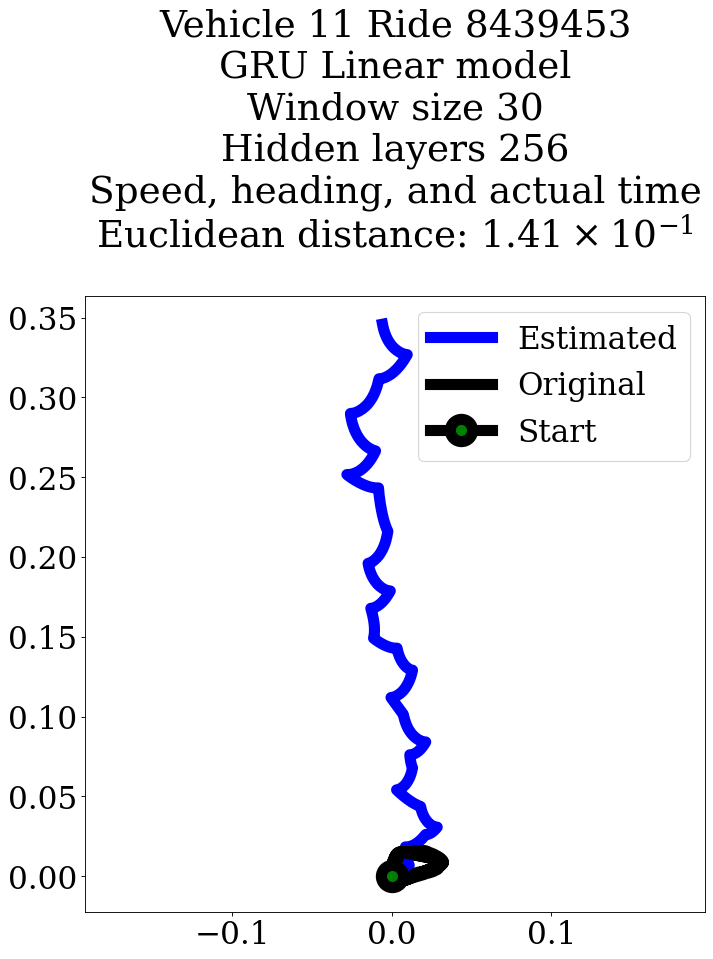 Vehicle 11 Ride 8439453
GRU Linear model
Window size 30
Hidden layers 256
Speed, heading, and actual time
Euclidean distance: 1.41 × 10⁻¹
Estimated
Original
Start
0.35
0.30
0.25
0.20
0.15
0.10
0.05
0.00
−0.1
0.0
0.1